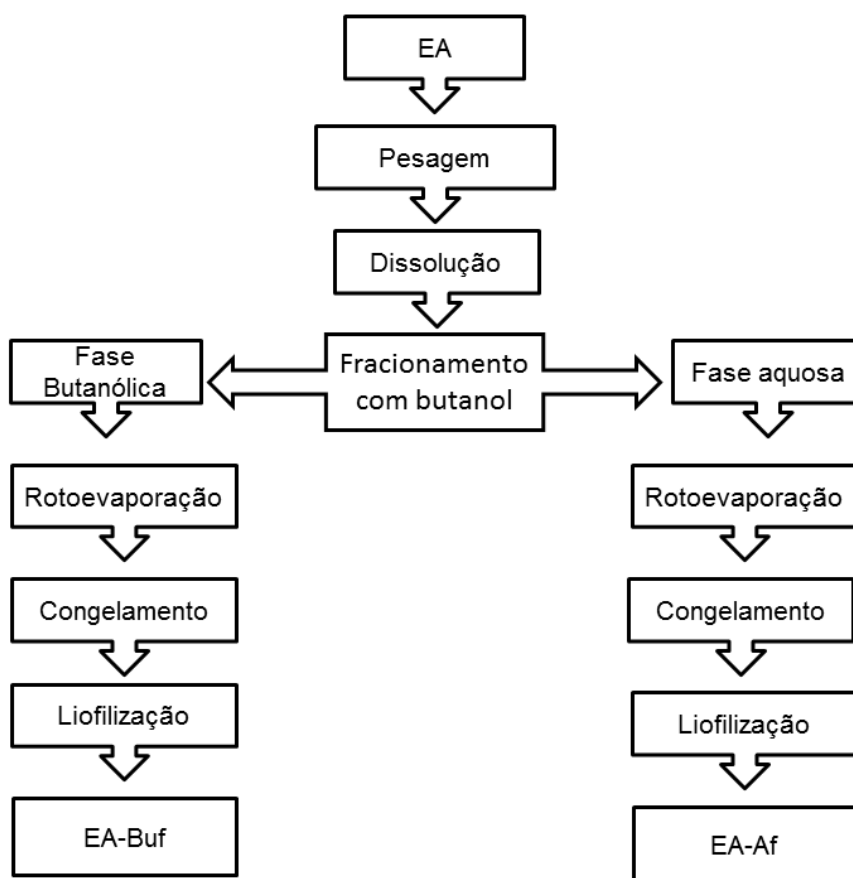 EA
Pesagem
Dissolução
Fracionamento
com butanol
Fase
Butanólica
Rotoevaporação
Congelamento
Liofilização
EA-Buf
Fase aquosa
Rotoevaporação
Congelamento
Liofilização
EA-Af